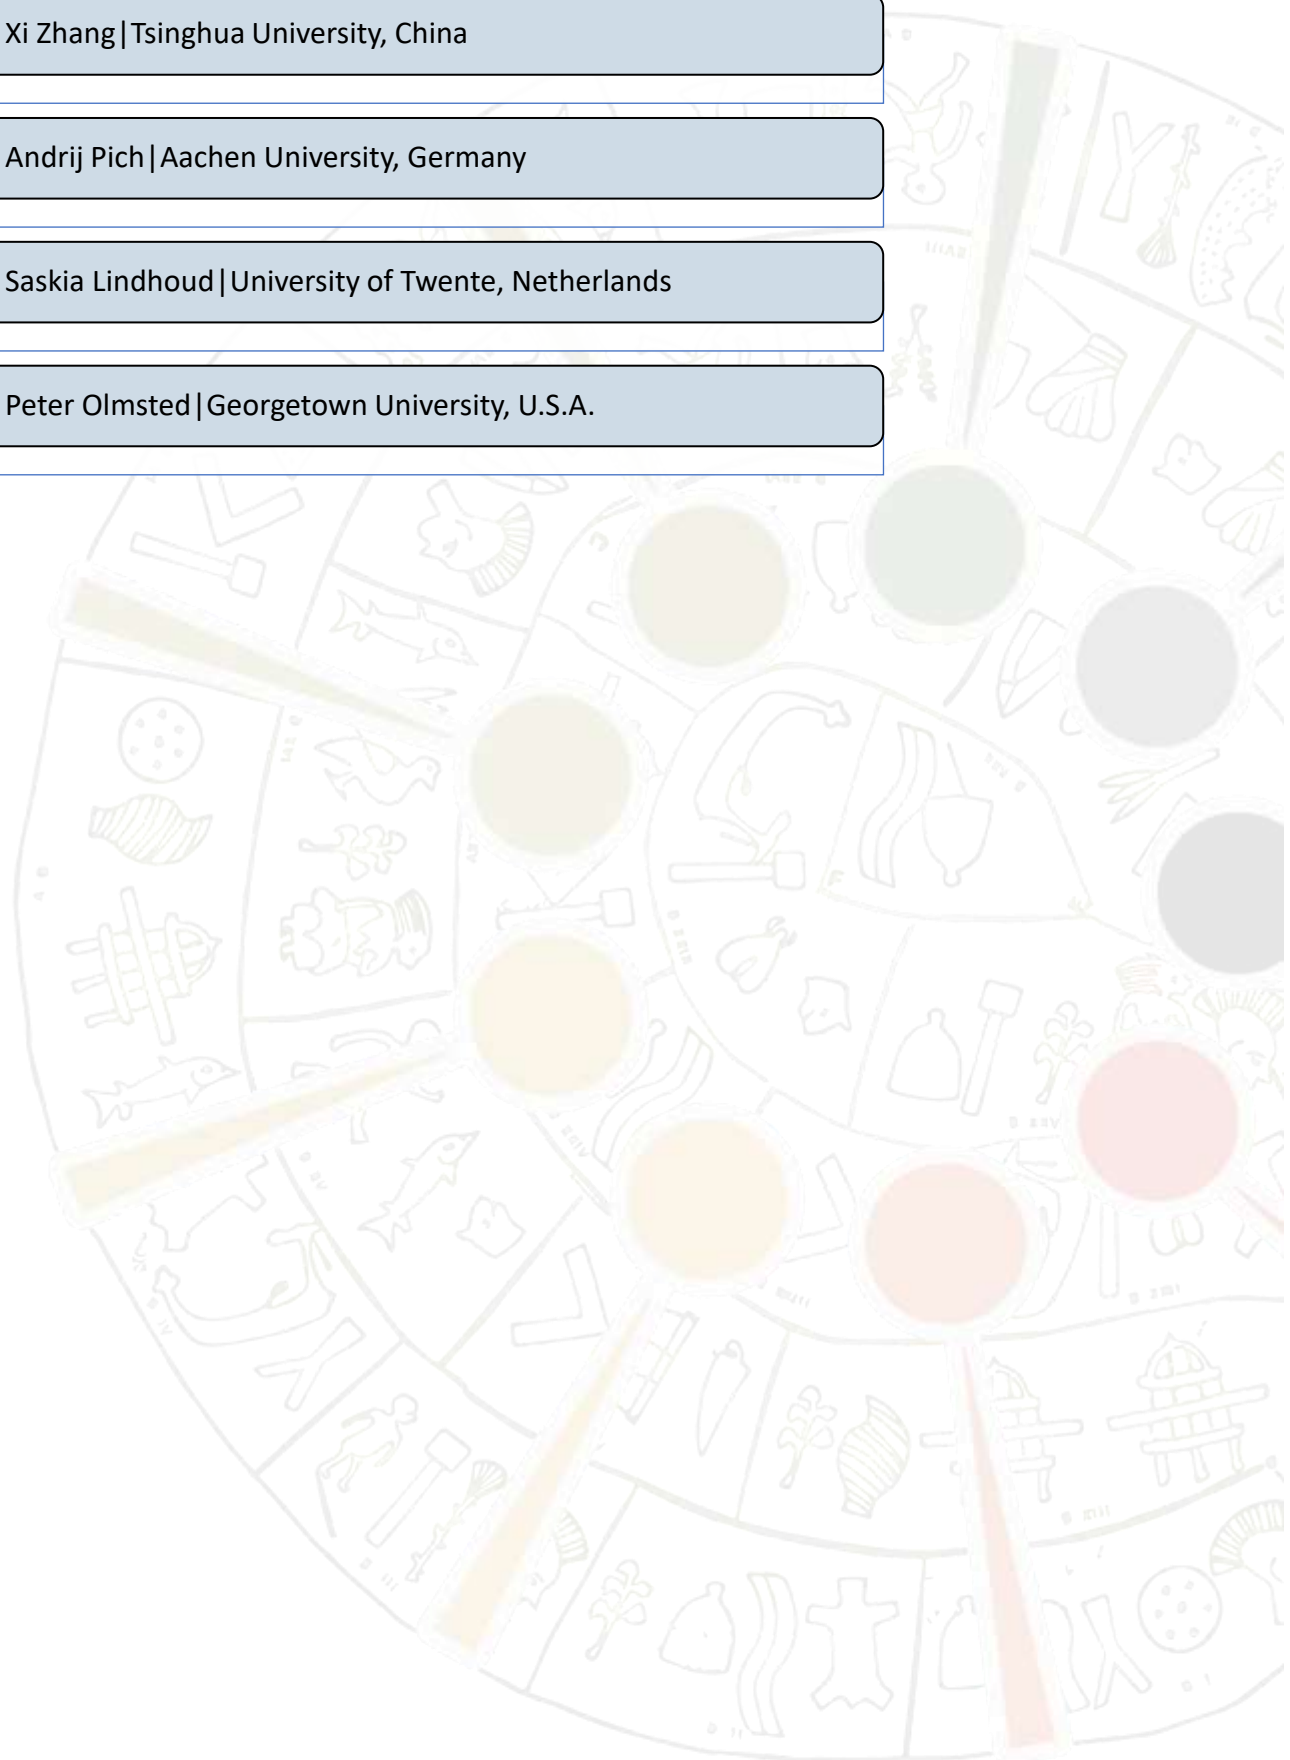 Xi Zhang|Tsinghua University, China
Andrij Pich|Aachen University, Germany
Saskia Lindhoud|University of Twente, Netherlands
Peter Olmsted|Georgetown University, U.S.A.